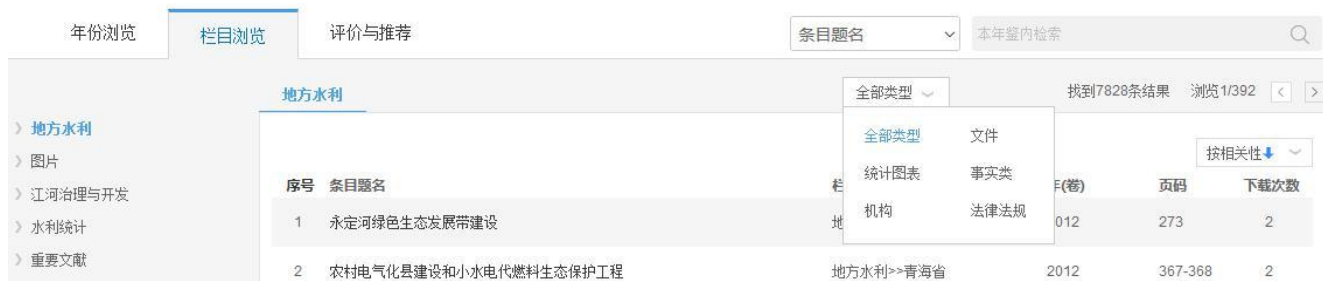 年份浏览 栏目浏览 评价与推荐 条目题名 本年鉴内检索
地方水利 全部类型 找到7828条结果 浏览1/392 < >
》地方水利 全部类型 文件
》图片 按相关性
》江河治理与开发 统计图表 事实类
序号 条目题名 年(卷) 页码 下载次数
》水利统计 1 永定河绿色生态发展带建设 地 机构 法律法规 012 273 2
》重要文献
2 农村电气化县建设和小水电代燃料生态保护工程 地方水利>>青海省 2012 367-368 2